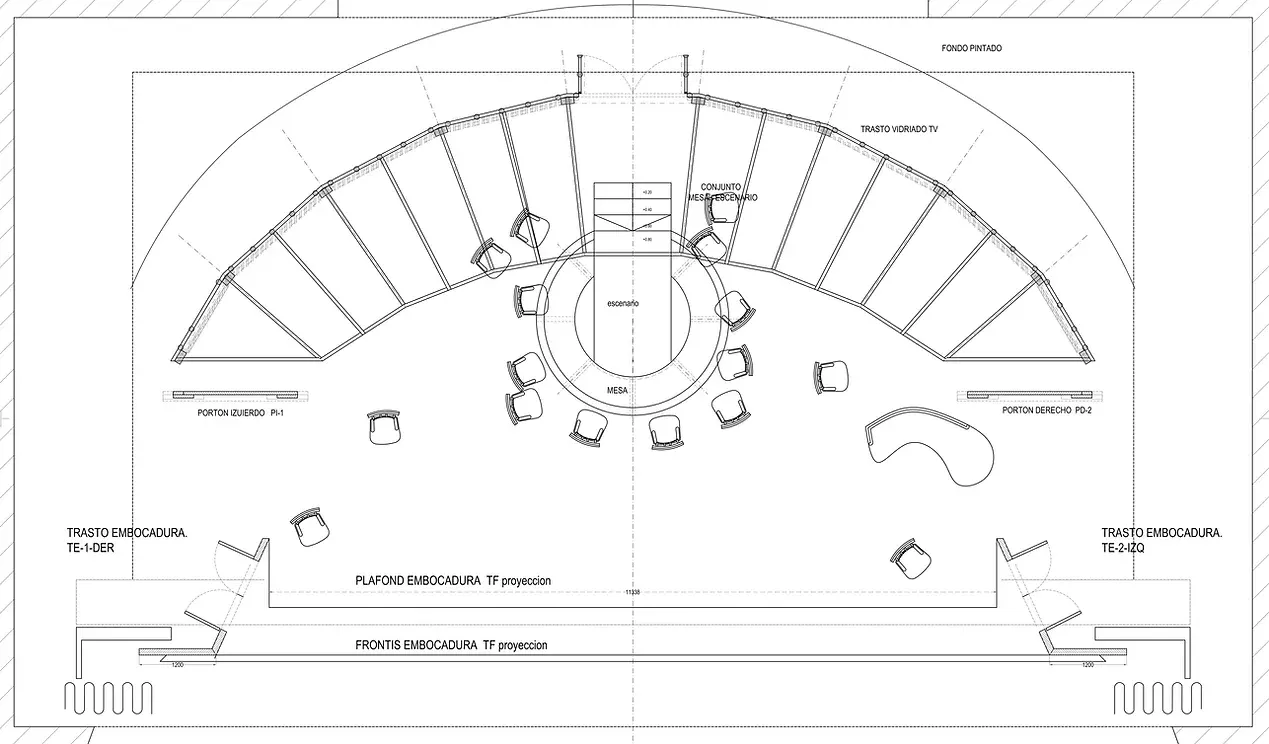 FONDO PINTADO
TRASTO VIDRIADO TV
CONJUNTO
MESA - ESCENARIO
+0.20
+0.40
+0.80
escenario
MESA
PORTON IZUIERDO PI-1
PORTON DERECHO PD-2
TRASTO EMBOCADURA.
TE-1-DER
TRASTO EMBOCADURA.
TE-2-IZQ
PLAFOND EMBOCADURA TF proyeccion
11338
FRONTIS EMBOCADURA TF proyeccion
1200
1200